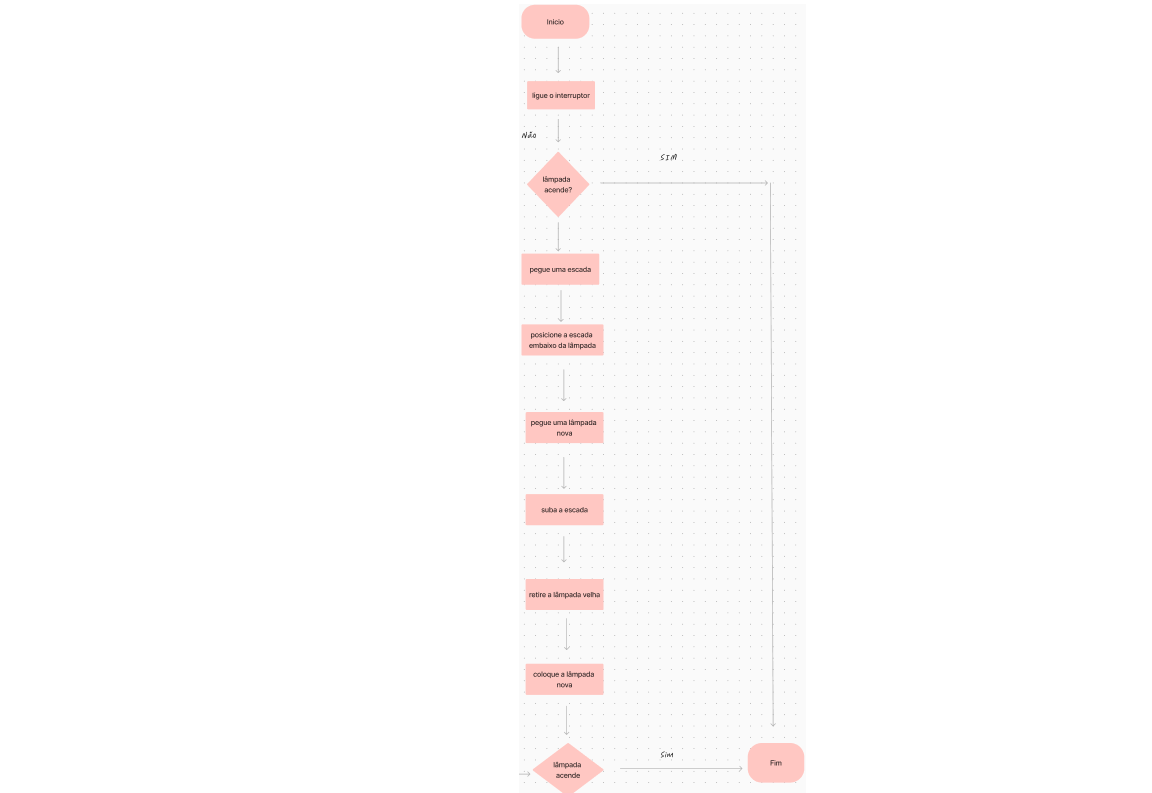 Inicio
ligue o interruptor
Não
SIM
lâmpada
acende?
pegue uma escada
posicione a escada
embaixo da lâmpada
pegue uma lâmpada
nova
suba a escada
retire a lâmpada velha
coloque a lâmpada
nova
Sim
lâmpada
acende
Fim